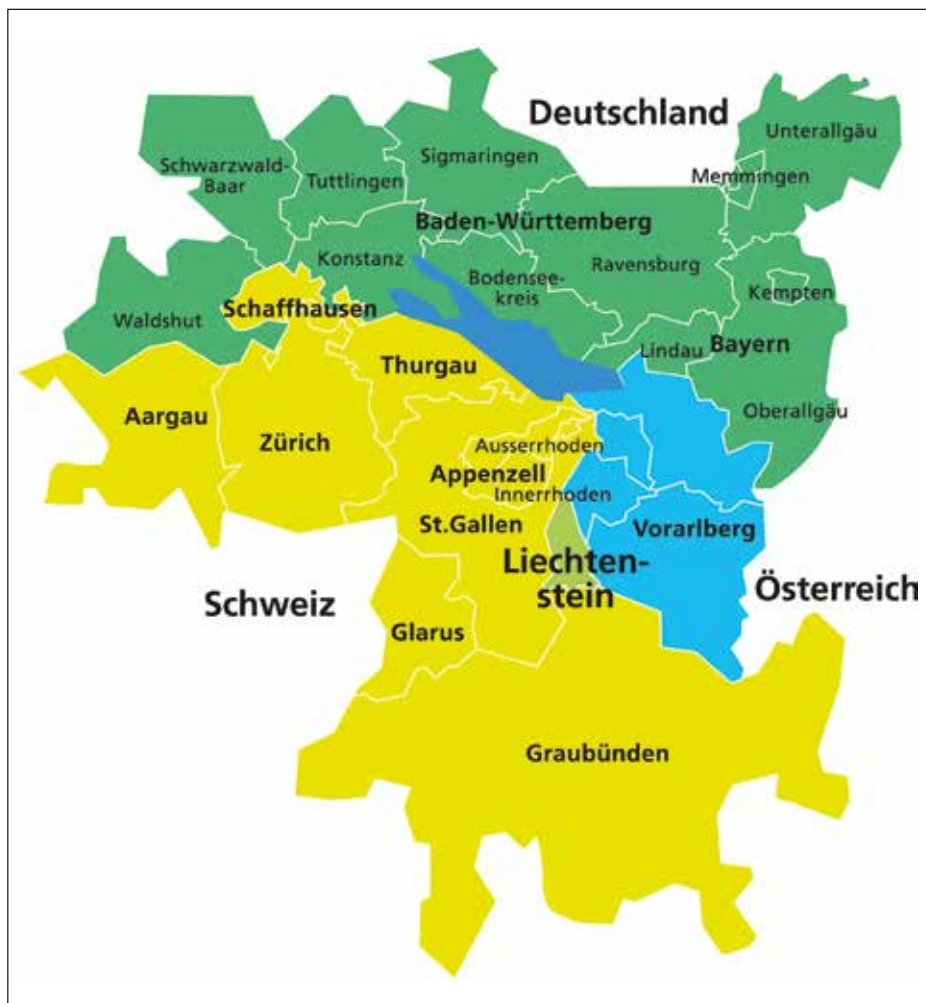 Deutschland
Unterallgäu
Sigmaringen
Schwarzwald-
Baar
Tuttlingen
Memmingen
Baden-Württemberg
Konstanz
Ravensburg
Bodensee-
kreis
Kempten
Schaffhausen
Waldshut
Lindau
Bayern
Thurgau
Oberallgäu
Aargau
Zürich
Ausserrhoden
Appenzell
Innerrhoden
St.Gallen
Vorarlberg
Liechten-
stein
Österreich
Schweiz
Glarus
Graubünden